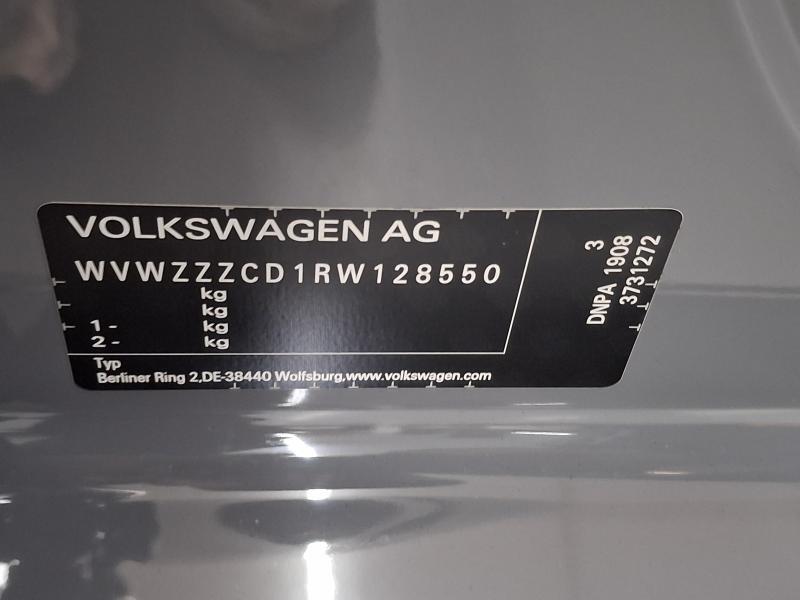 VOLKSWAGEN AG
WVWZZZCD1RW128550
kg
kg
1- kg
2- kg
Typ
Berliner Ring 2,DE-38440 Wolfsburg,www.volkswagen.com
3
DNPA 1908
3731272